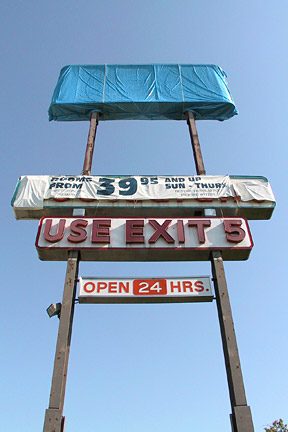 ROOMS
FROM 39 95 AND UP
SUN - THURS
USE EXIT 5
OPEN 24 HRS.